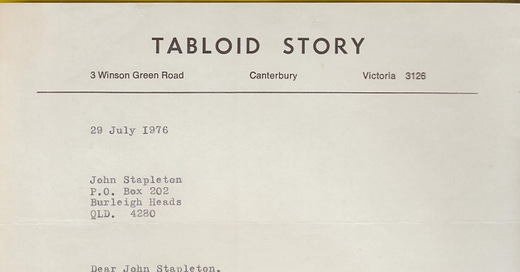 TABLOID STORY
3 Winson Green Road Canterbury Victoria 3126
29 July 1976
John Stapleton
P.O. Box 202
Burleigh Heads
QLD. 4280
Dear John Stapleton,